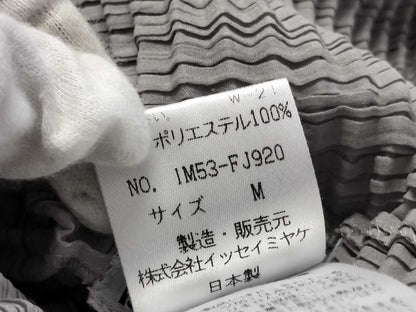 W-21
ポリエステル100%
NO. IM53-FJ920
サイズ M
製造・販売元
株式会社イッセイミヤケ
日本製